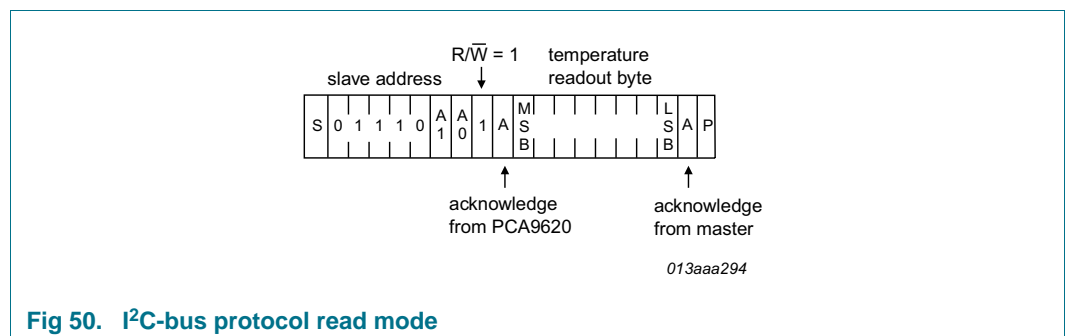 R/W̅ = 1 temperature
slave address readout byte
S 0 1 1 1 0 A1 A0 1 A MSB LSB A P
acknowledge acknowledge
from PCA9620 from master
013aaa294
Fig 50. I²C-bus protocol read mode